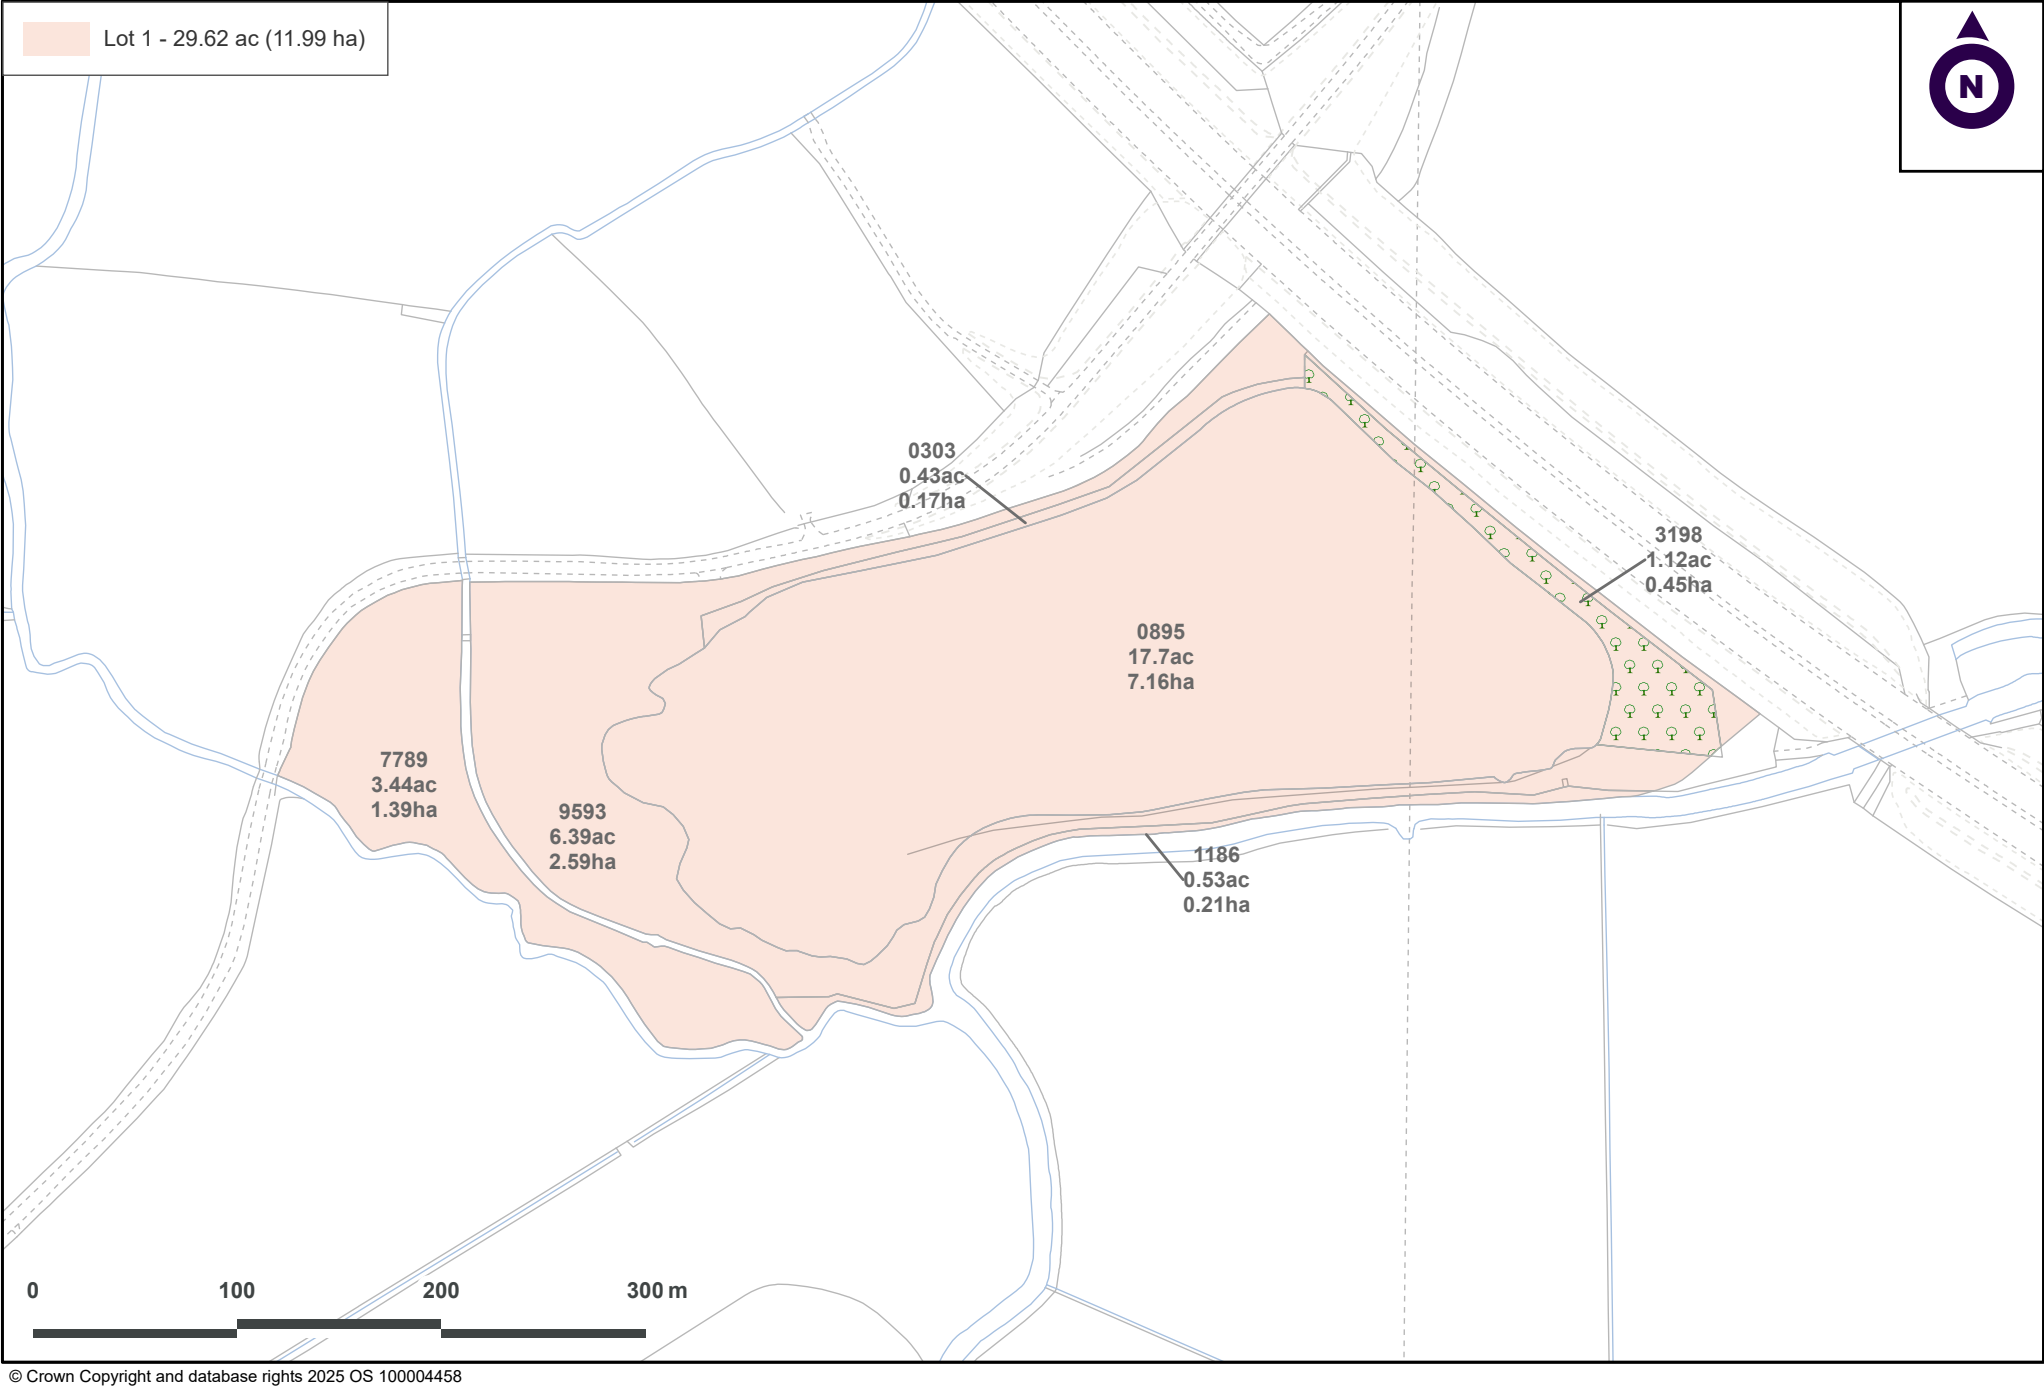 Lot 1 - 29.62 ac (11.99 ha)
N
0303
0.43ac
0.17ha
3198
1.12ac
0.45ha
0895
17.7ac
7.16ha
7789
3.44ac
1.39ha
9593
6.39ac
2.59ha
1186
0.53ac
0.21ha
0 100 200 300 m
© Crown Copyright and database rights 2025 OS 100004458